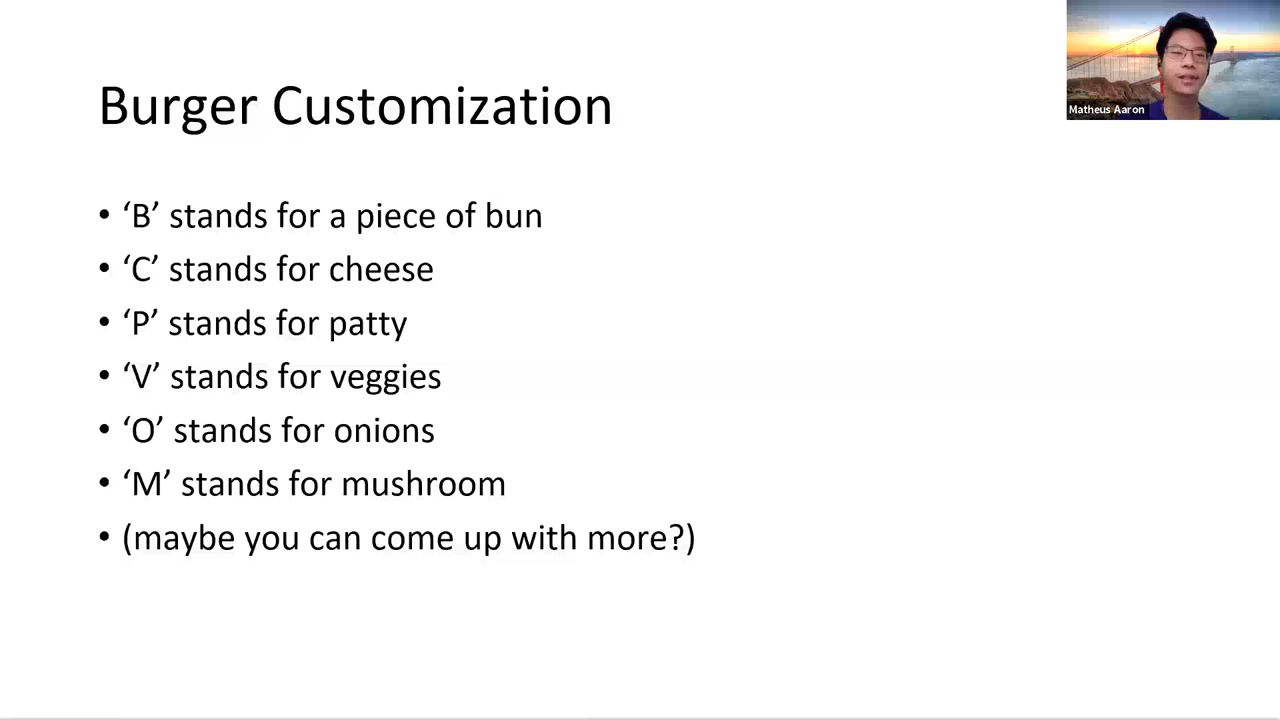 Burger Customization
• ‘B’ stands for a piece of bun
• ‘C’ stands for cheese
• ‘P’ stands for patty
• ‘V’ stands for veggies
• ‘O’ stands for onions
• ‘M’ stands for mushroom
• (maybe you can come up with more?)
Matheus Aaron